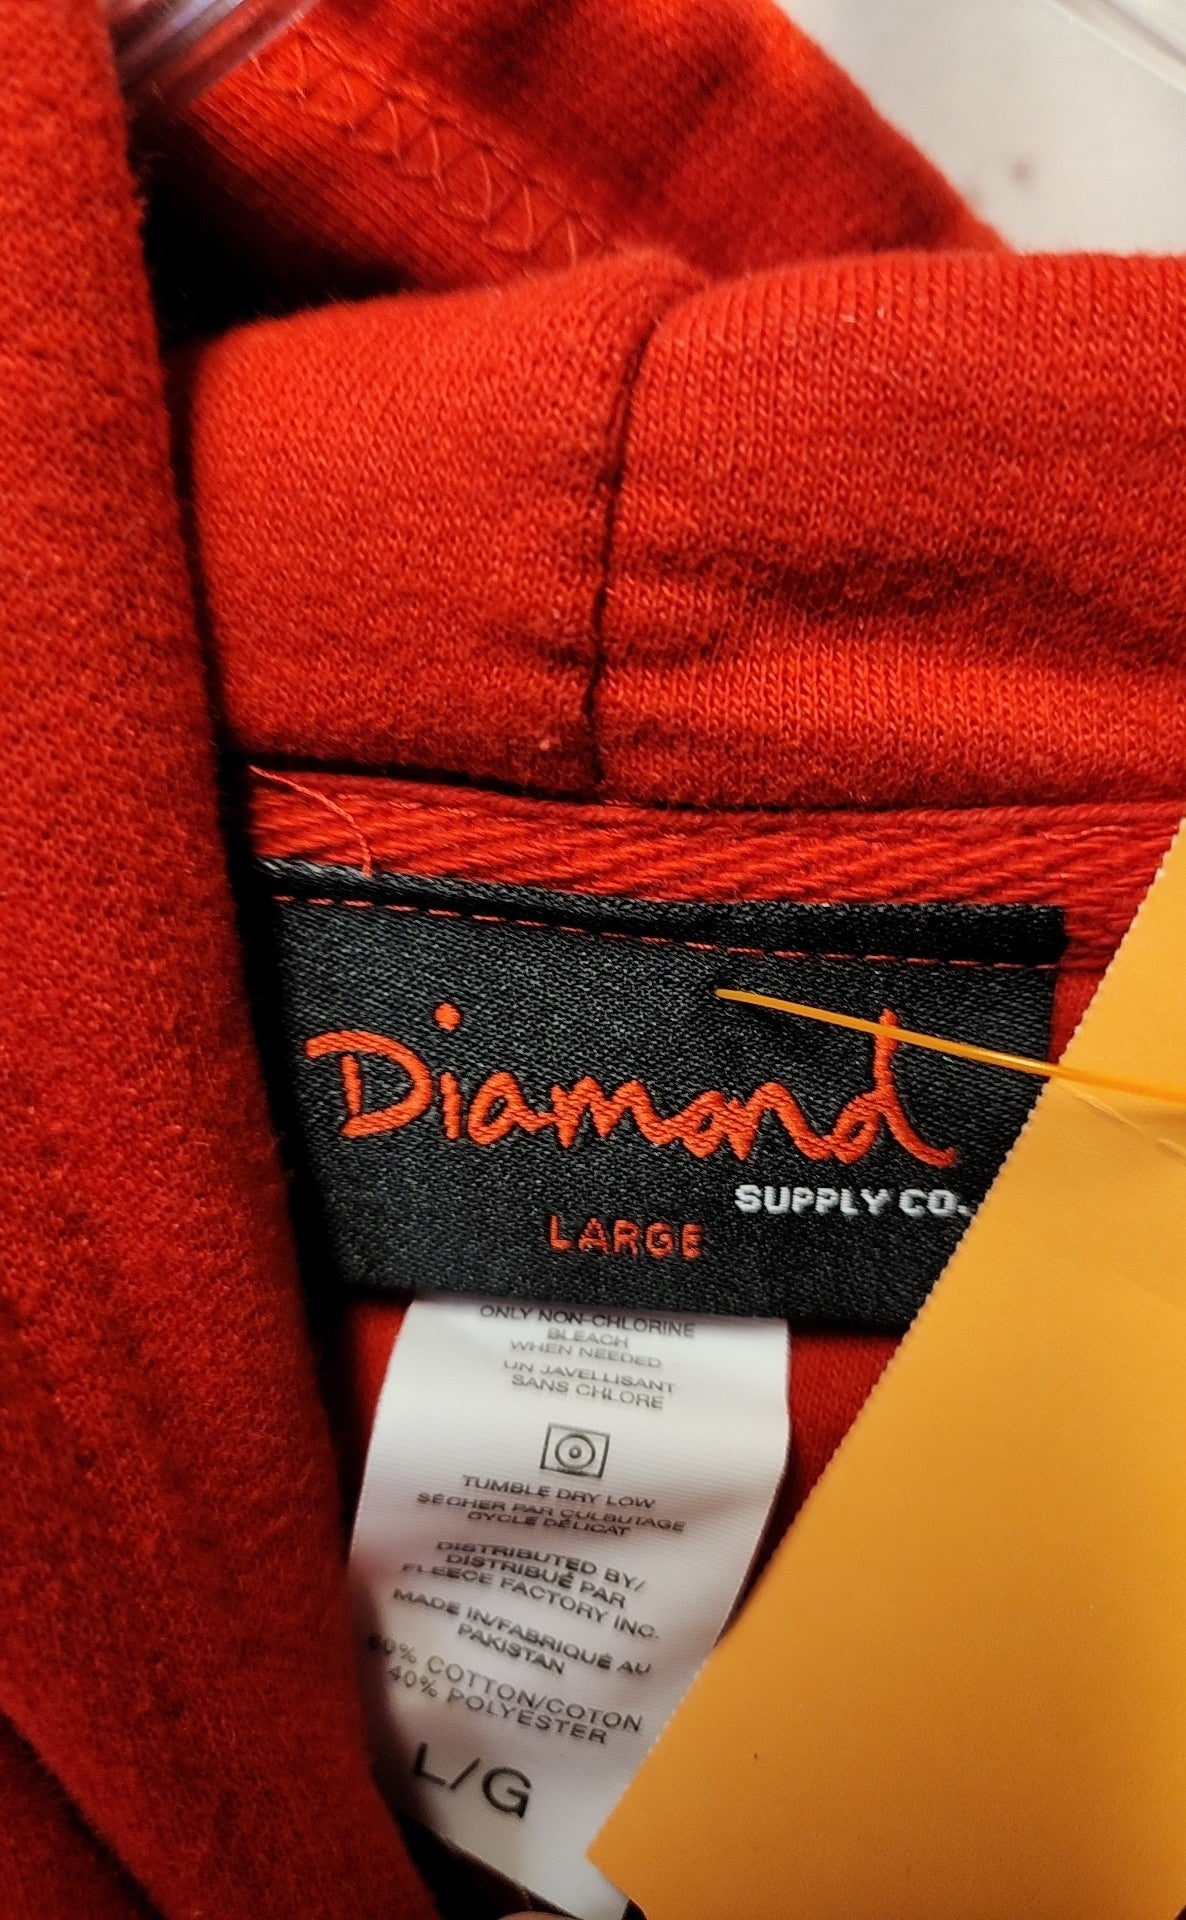 Diamond
SUPPLY CO.
LARGE
ONLY NON-CHLORINE
BLEACH
WHEN NEEDED
UN JAVELLISANT
SANS CHLORE
TUMBLE DRY LOW
SÉCHER PAR CULBUTAGE
CYCLE DÉLICAT
DISTRIBUTED BY/
DISTRIBUÉ PAR
FLEECE FACTORY INC.
MADE IN/FABRIQUÉ AU
PAKISTAN
60% COTTON/COTON
40% POLYESTER
L/G